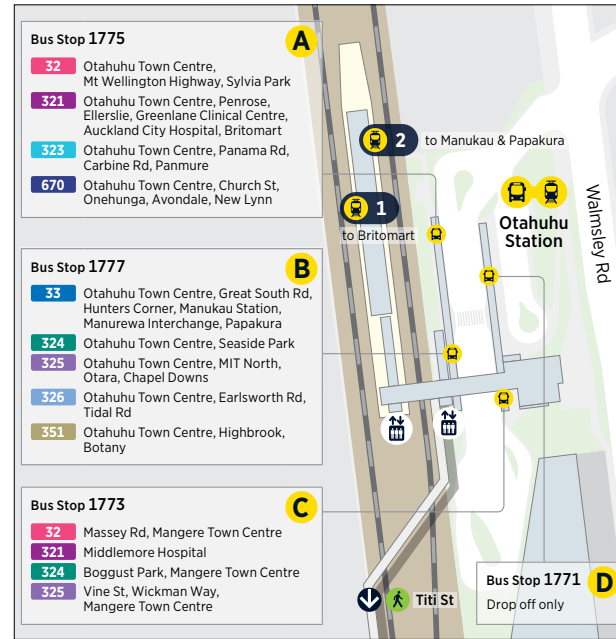 Bus Stop 1775
A
32 Otahuhu Town Centre,
Mt Wellington Highway, Sylvia Park
321 Otahuhu Town Centre, Penrose,
Ellerslie, Greenlane Clinical Centre,
Auckland City Hospital, Britomart
323 Otahuhu Town Centre, Panama Rd,
Carbine Rd, Panmure
670 Otahuhu Town Centre, Church St,
Onehunga, Avondale, New Lynn
Bus Stop 1777
B
33 Otahuhu Town Centre, Great South Rd,
Hunters Corner, Manukau Station,
Manurewa Interchange, Papakura
324 Otahuhu Town Centre, Seaside Park
325 Otahuhu Town Centre, MIT North,
Otara, Chapel Downs
326 Otahuhu Town Centre, Earlsworth Rd,
Tidal Rd
351 Otahuhu Town Centre, Highbrook,
Botany
Bus Stop 1773
C
32 Massey Rd, Mangere Town Centre
321 Middlemore Hospital
324 Boggust Park, Mangere Town Centre
325 Vine St, Wickman Way,
Mangere Town Centre
2 to Manukau & Papakura
1
to Britomart
Otahuhu
Station
Walmsley Rd
Titi St
Bus Stop 1771
D
Drop off only